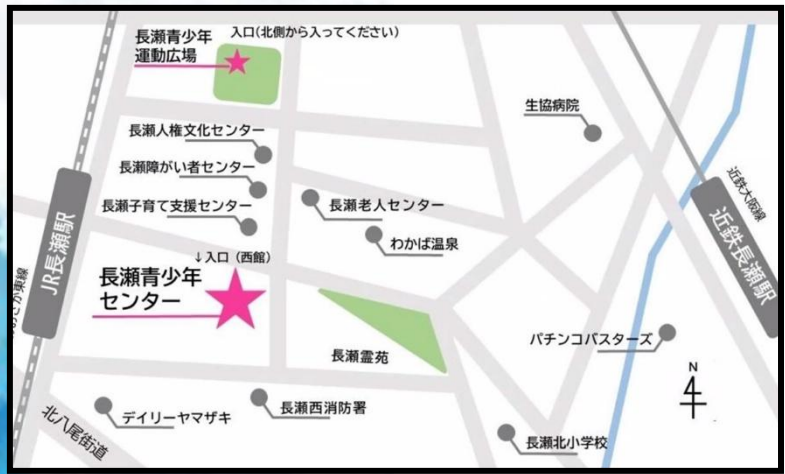 長瀬青少年
運動広場
入口(北側から入ってください)
生協病院
長瀬人権文化センター
長瀬障がい者センター
長瀬子育て支援センター
長瀬老人センター
わかば温泉
近鉄大阪線
近鉄長瀬駅
JR長瀬駅
↓入口(西館)
長瀬青少年
センター
長瀬霊苑
パチンコバスターズ
N
デイリーヤマザキ
長瀬西消防署
長瀬北小学校
北八尾街道